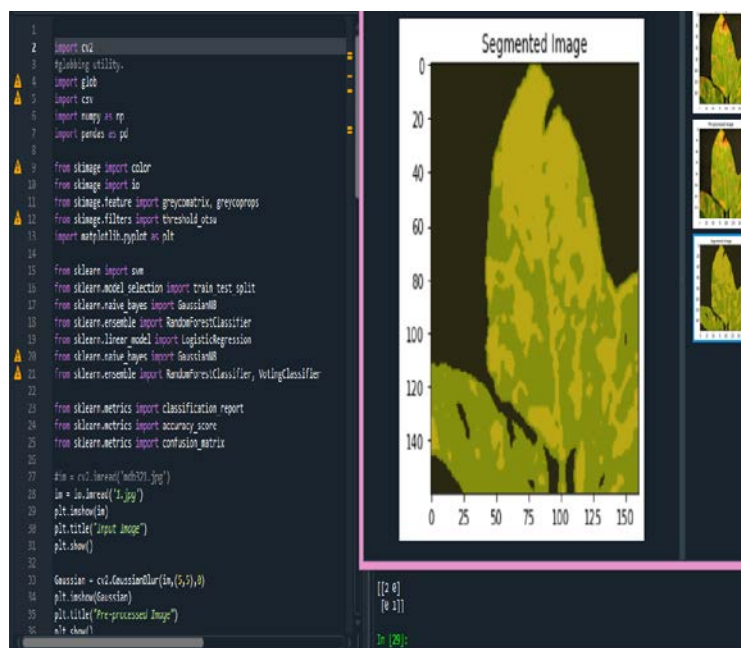 1
2 import cv2
3 #globbing utility.
4 import glob
5 import csv
6 import numpy as np
7 import pandas as pd
8
9 from skimage import color
10 from skimage import io
11 from skimage.feature import greycomatrix, greycoprops
12 from skimage.filters import threshold_otsu
13 import matplotlib.pyplot as plt
14
15 from sklearn import svm
16 from sklearn.model_selection import train_test_split
17 from sklearn.naive_bayes import GaussianNB
18 from sklearn.ensemble import RandomForestClassifier
19 from sklearn.linear_model import LogisticRegression
20 from sklearn.naive_bayes import GaussianNB
21 from sklearn.ensemble import RandomForestClassifier, VotingClassifier
22
23 from sklearn.metrics import classification_report
24 from sklearn.metrics import accuracy_score
25 from sklearn.metrics import confusion_matrix
26
27 #im = cv2.imread('mdb321.jpg')
28 im = io.imread('1.jpg')
29 plt.imshow(im)
30 plt.title("Input Image")
31 plt.show()
32
33 Gaussian = cv2.GaussianBlur(im,(5,5),0)
34 plt.imshow(Gaussian)
35 plt.title("Pre-processed Image")
36 plt.show()
Segmented Image
0
20
40
60
80
100
120
140
0 25 50 75 100 125 150
[[2 0]
[0 1]]
In [29]: